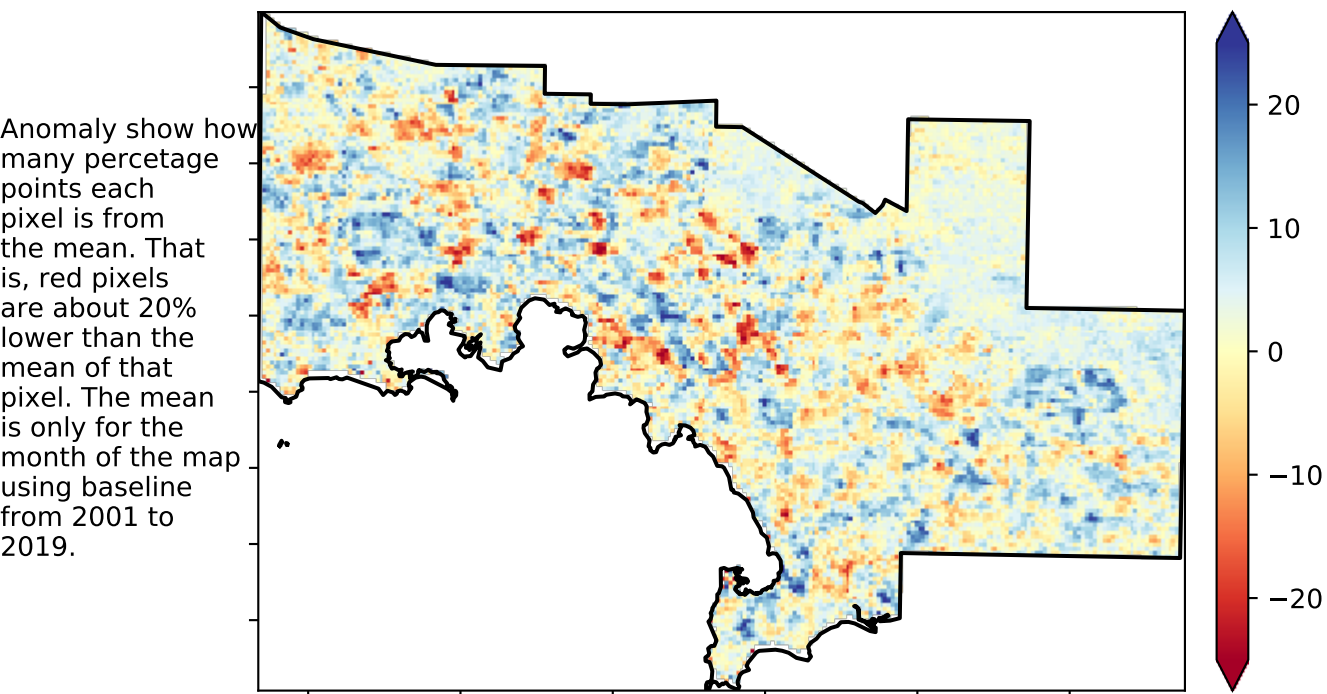 Anomaly show how
many percetage
points each
pixel is from
the mean. That
is, red pixels
are about 20%
lower than the
mean of that
pixel. The mean
is only for the
month of the map
using baseline
from 2001 to
2019.
20
10
0
−10
−20